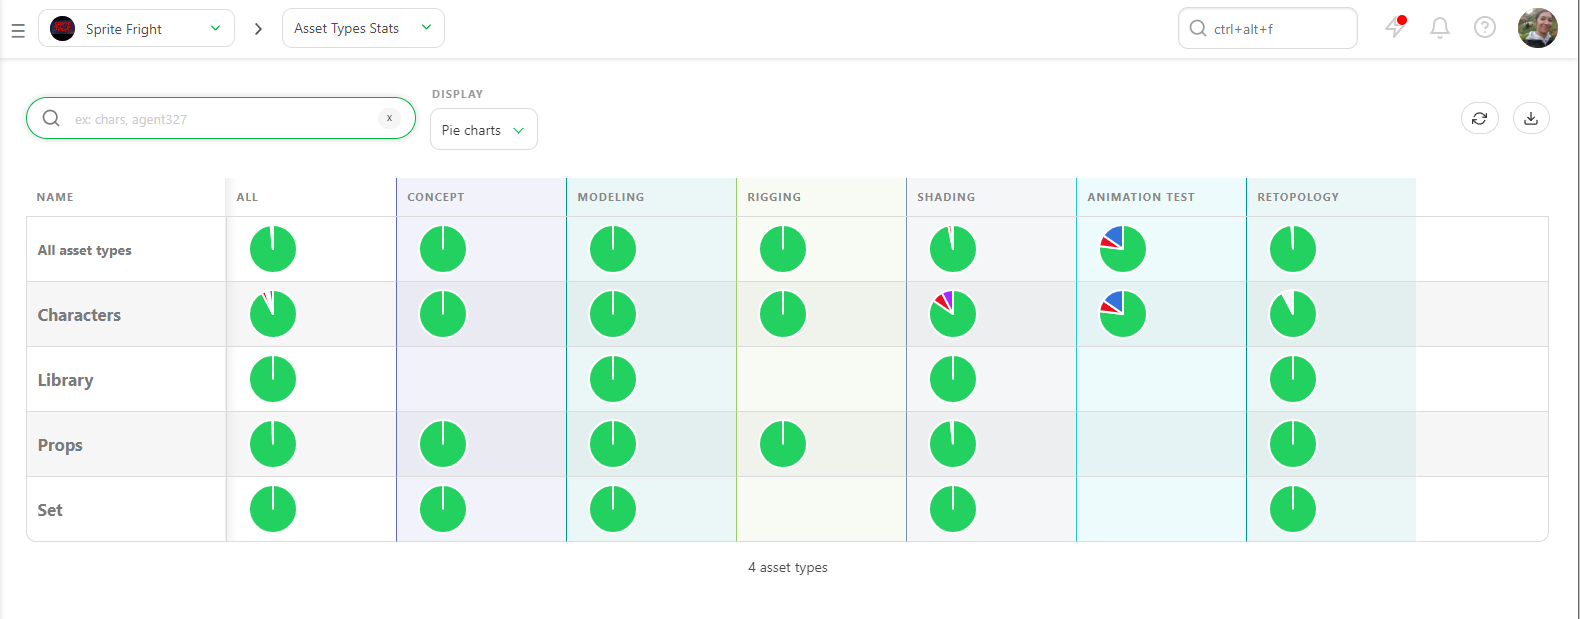 Sprite Fright
Asset Types Stats
ctrl+alt+f
ex: chars, agent327
x
DISPLAY
Pie charts
NAME ALL CONCEPT MODELING RIGGING SHADING ANIMATION TEST RETOPOLOGY
All asset types
Characters
Library
Props
Set
4 asset types